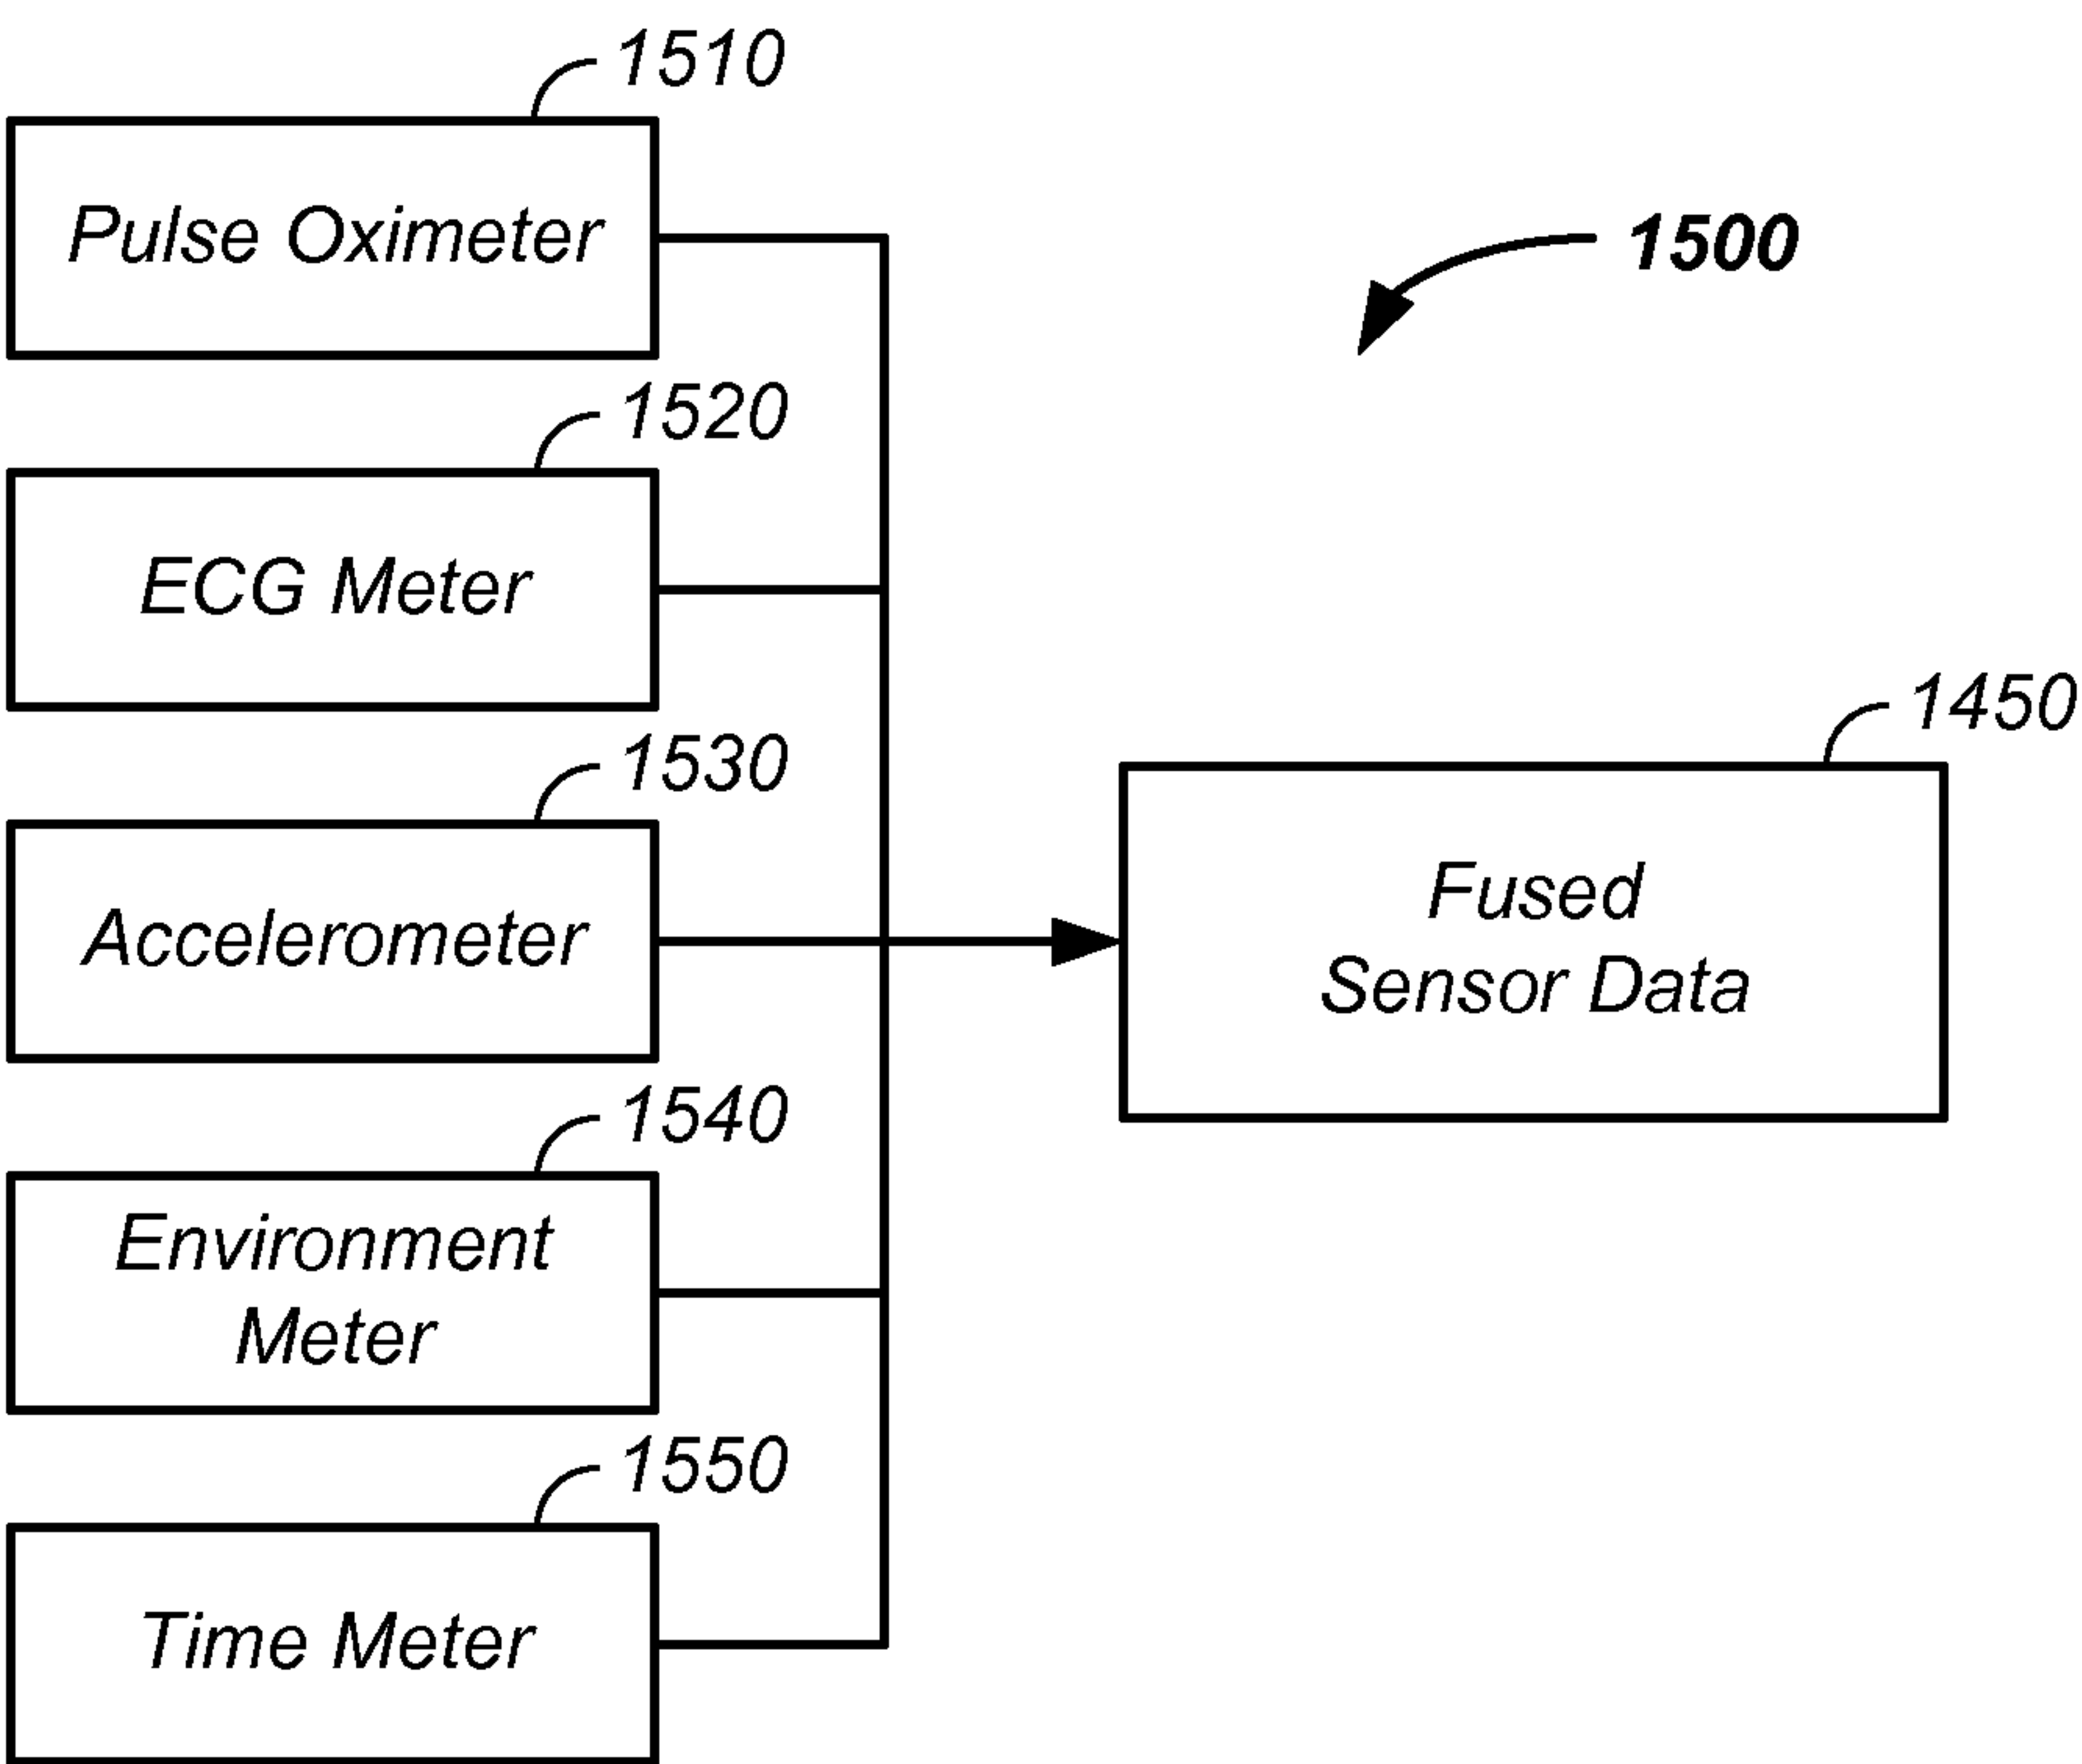 1510
Pulse Oximeter
1500
1520
ECG Meter
1530
Accelerometer
1450
Fused
Sensor Data
1540
Environment
Meter
1550
Time Meter